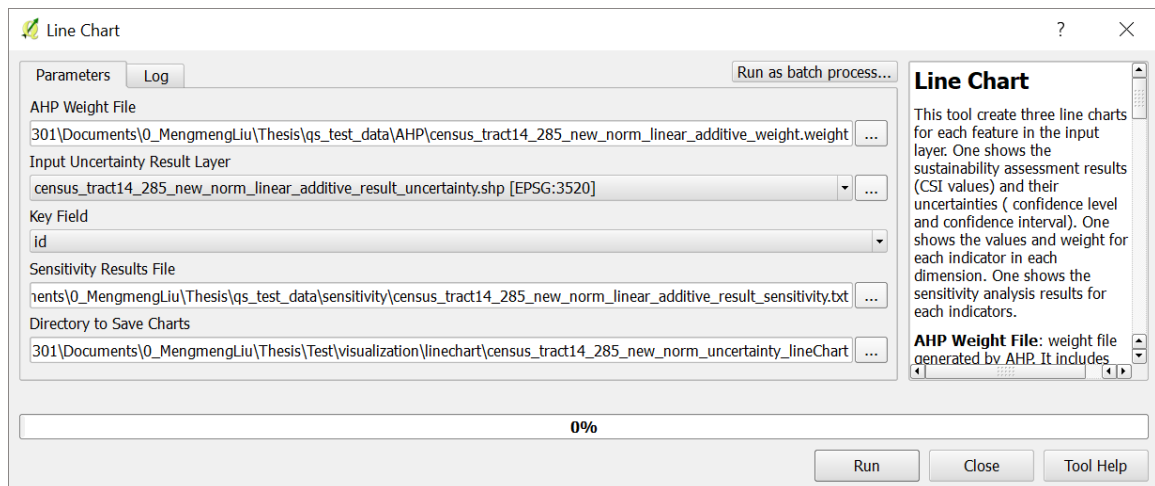 Line Chart
?
Parameters
Log
Run as batch process...
AHP Weight File
301\Documents\0_MengmengLiu\Thesis\qs_test_data\AHP\census_tract14_285_new_norm_linear_additive_weight.weight
...
Input Uncertainty Result Layer
census_tract14_285_new_norm_linear_additive_result_uncertainty.shp [EPSG:3520]
...
Key Field
id
Sensitivity Results File
nents\0_MengmengLiu\Thesis\qs_test_data\sensitivity\census_tract14_285_new_norm_linear_additive_result_sensitivity.txt
...
Directory to Save Charts
301\Documents\0_MengmengLiu\Thesis\Test\visualization\linechart\census_tract14_285_new_norm_uncertainty_lineChart
...
Line Chart
This tool create three line charts
for each feature in the input
layer. One shows the
sustainability assessment results
(CSI values) and their
uncertainties ( confidence level
and confidence interval). One
shows the values and weight for
each indicator in each
dimension. One shows the
sensitivity analysis results for
each indicators.
AHP Weight File: weight file
generated by AHP. It includes
0%
Run
Close
Tool Help